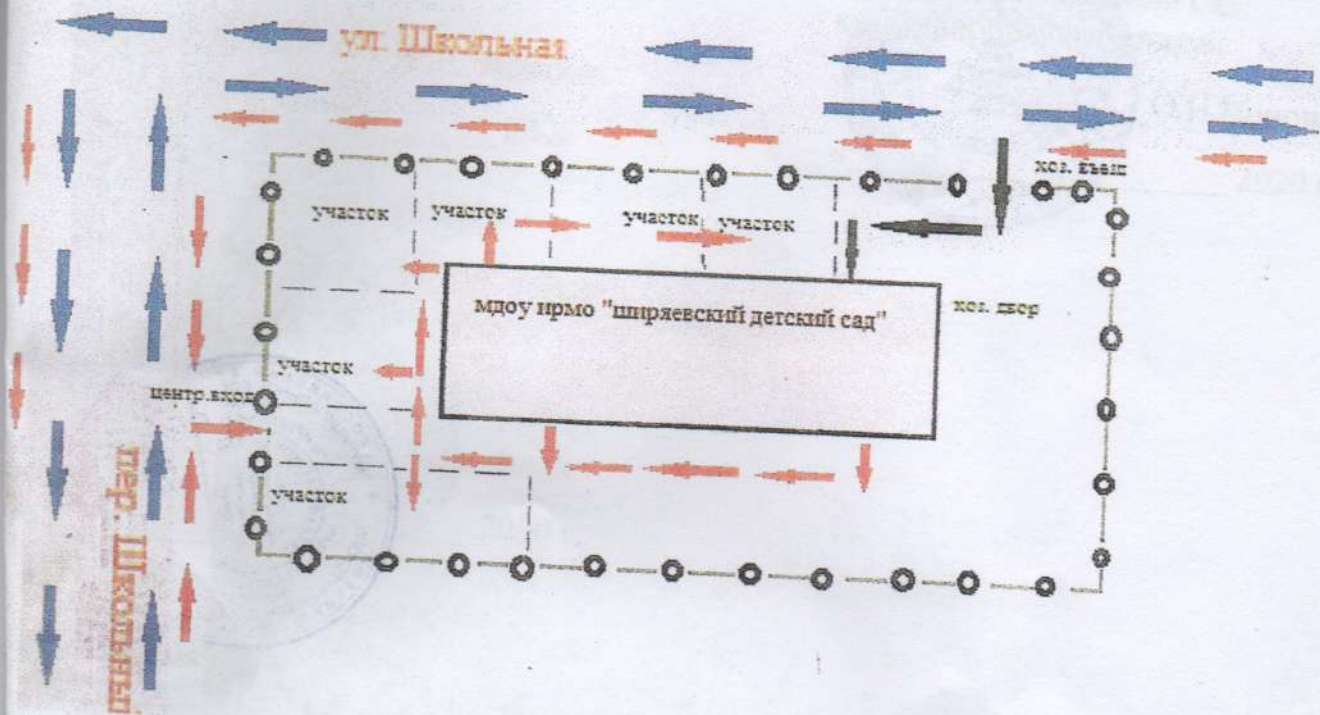 ул. Школьная
хоз. въезд
2020
участок
участок
участок
участок
мдоу ирмо "ширяевский детский сад"
хоз. двор
участок
центр.вход
участок
пер. Школьный